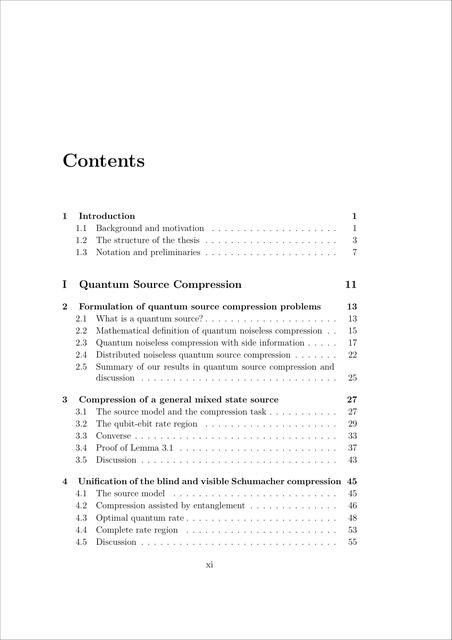 Contents
1 Introduction 1
1.1 Background and motivation . . . . . . . . . . . . . . . . . . . . 1
1.2 The structure of the thesis . . . . . . . . . . . . . . . . . . . . . 3
1.3 Notation and preliminaries . . . . . . . . . . . . . . . . . . . . . 7
I Quantum Source Compression 11
2 Formulation of quantum source compression problems 13
2.1 What is a quantum source? . . . . . . . . . . . . . . . . . . . . . 13
2.2 Mathematical definition of quantum noiseless compression . . 15
2.3 Quantum noiseless compression with side information . . . . . 17
2.4 Distributed noiseless quantum source compression . . . . . . . 22
2.5 Summary of our results in quantum source compression and
discussion . . . . . . . . . . . . . . . . . . . . . . . . . . . . . . . 25
3 Compression of a general mixed state source 27
3.1 The source model and the compression task . . . . . . . . . . . 27
3.2 The qubit-ebit rate region . . . . . . . . . . . . . . . . . . . . . 29
3.3 Converse . . . . . . . . . . . . . . . . . . . . . . . . . . . . . . . . 33
3.4 Proof of Lemma 3.1 . . . . . . . . . . . . . . . . . . . . . . . . . 37
3.5 Discussion . . . . . . . . . . . . . . . . . . . . . . . . . . . . . . . 43
4 Unification of the blind and visible Schumacher compression 45
4.1 The source model . . . . . . . . . . . . . . . . . . . . . . . . . . 45
4.2 Compression assisted by entanglement . . . . . . . . . . . . . . 46
4.3 Optimal quantum rate . . . . . . . . . . . . . . . . . . . . . . . . 48
4.4 Complete rate region . . . . . . . . . . . . . . . . . . . . . . . . 53
4.5 Discussion . . . . . . . . . . . . . . . . . . . . . . . . . . . . . . . 55
xi